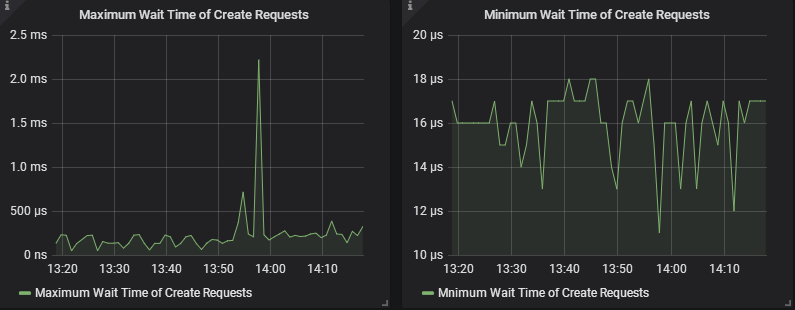 Maximum Wait Time of Create Requests
2.5 ms
2.0 ms
1.5 ms
1.0 ms
500 µs
0 ns
13:20 13:30 13:40 13:50 14:00 14:10
Maximum Wait Time of Create Requests
Minimum Wait Time of Create Requests
20 µs
18 µs
16 µs
14 µs
12 µs
10 µs
13:20 13:30 13:40 13:50 14:00 14:10
Mnimum Wait Time of Create Requests